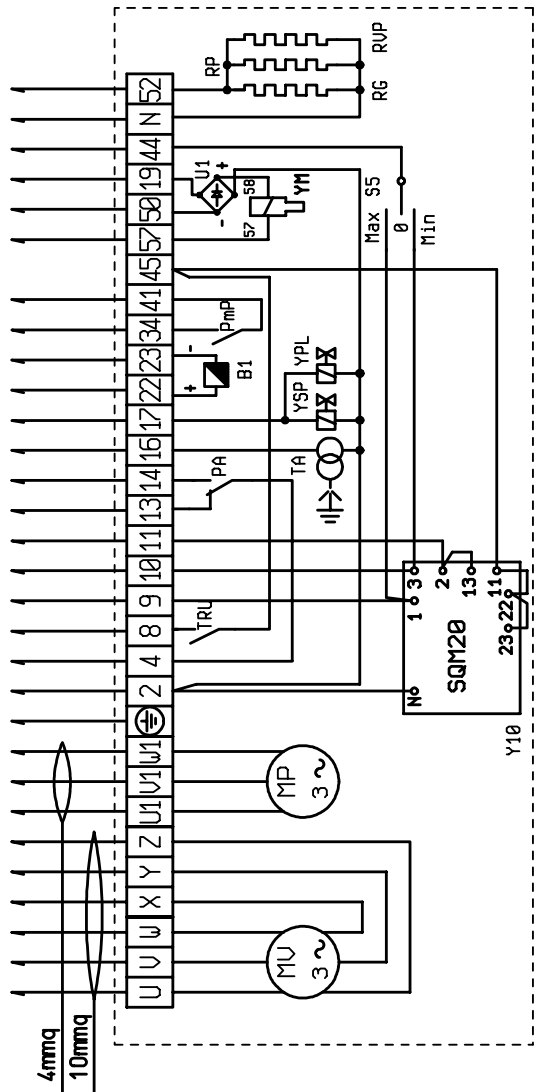 52
N
44
19
50
57
45
41
34
23
22
17
16
14
13
11
10
9
8
4
2
W1
V1
U1
Z
Y
X
W
V
U
4mmq
10mmq
RP
RVP
RG
U1
+
-
58
57
YM
S5
Max
0
Min
PmP
-
+
B1
YPL
YSP
TA
PA
TRU
3
2
13
11
1
22
23
N
SQM20
Y10
MP
3 ~
MV
3 ~